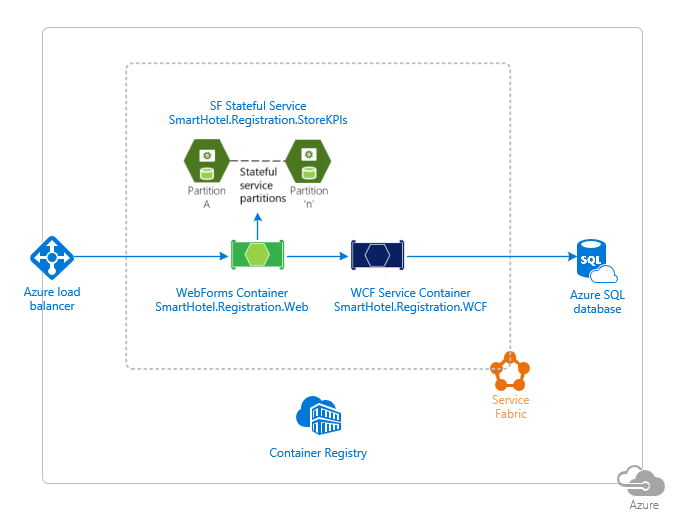 SF Stateful Service
SmartHotel.Registration.StoreKPIs
Partition
A
Stateful
service
partitions
Partition
'n'
Azure load
balancer
WebForms Container
SmartHotel.Registration.Web
WCF Service Container
SmartHotel.Registration.WCF
SQL
Azure SQL
database
Service
Fabric
Container Registry
Azure